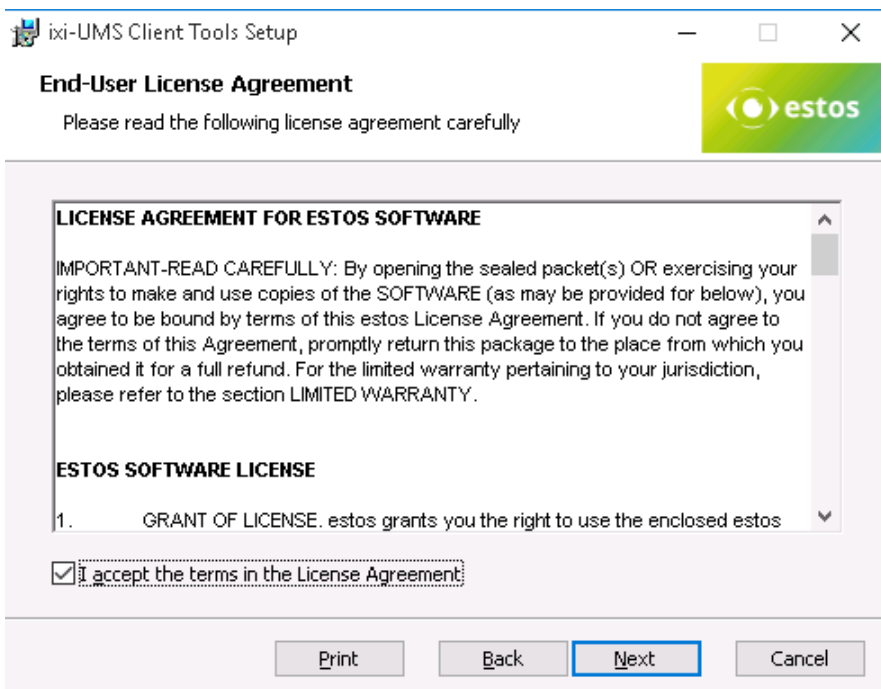 ixi-UMS Client Tools Setup
End-User License Agreement
Please read the following license agreement carefully
estos
LICENSE AGREEMENT FOR ESTOS SOFTWARE
IMPORTANT-READ CAREFULLY: By opening the sealed packet(s) OR exercising your
rights to make and use copies of the SOFTWARE (as may be provided for below), you
agree to be bound by terms of this estos License Agreement. If you do not agree to
the terms of this Agreement, promptly return this package to the place from which you
obtained it for a full refund. For the limited warranty pertaining to your jurisdiction,
please refer to the section LIMITED WARRANTY.
ESTOS SOFTWARE LICENSE
1. GRANT OF LICENSE. estos grants you the right to use the enclosed estos
I accept the terms in the License Agreement
Print Back Next Cancel